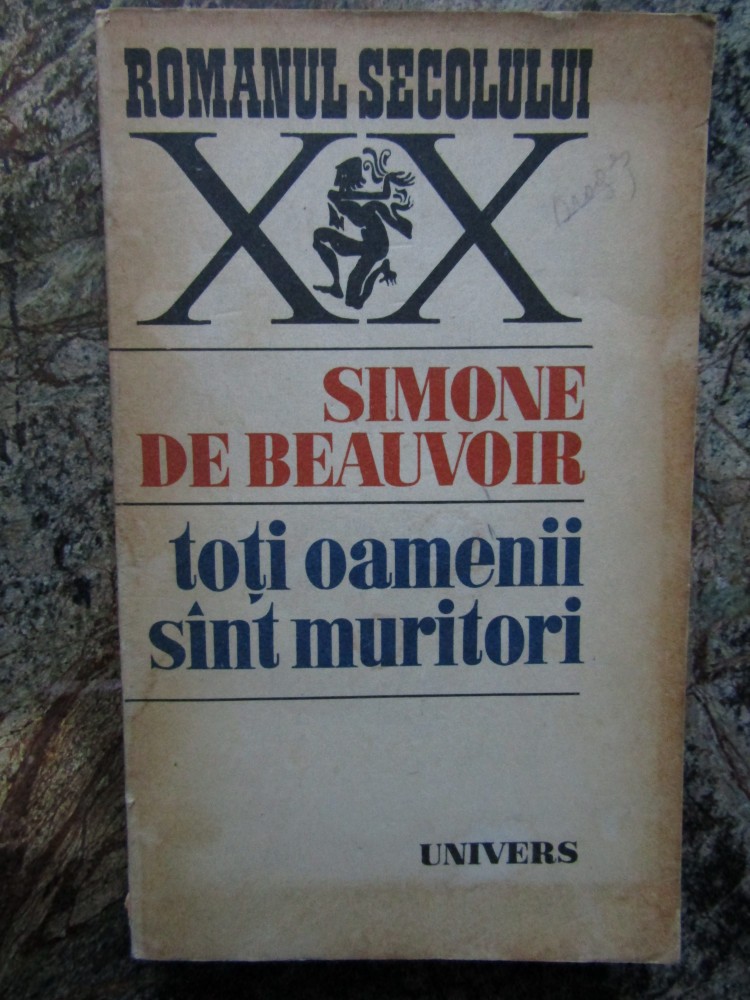 ROMANUL SECOLULUI
XX
SIMONE
DE BEAUVOIR
toți oamenii
sînt muritori
UNIVERS